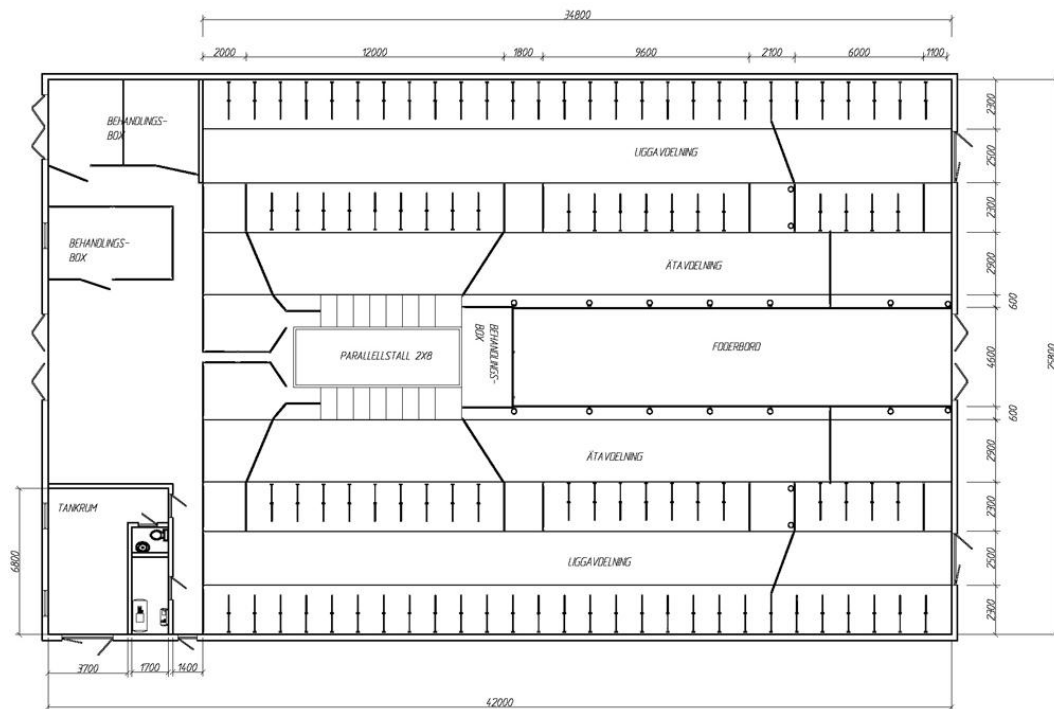 34800
2000
12000
1800
9600
2100
6000
1100
BEHANDLINGS-
BOX
LIGGAVDELNING
2300
2500
BEHANDLINGS-
BOX
2300
ÄTAVDELNING
2900
600
PARALLELLSTALL 2X8
BEHANDLINGS-
BOX
FODERBORD
4600
25800
600
ÄTAVDELNING
2900
TANKRUM
2300
6800
LIGGAVDELNING
2500
2300
3700
1700
1400
42000